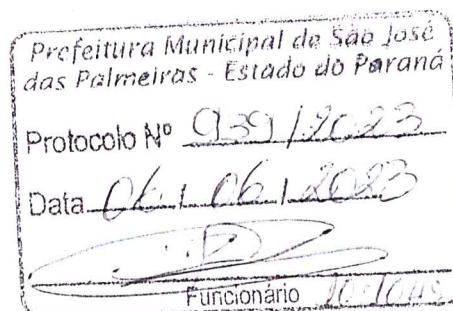 Prefeitura Municipal de São José
das Palmeiras - Estado do Paraná
Protocolo Nº 939 / 2023
Data 06 / 06 / 2023
Funcionário